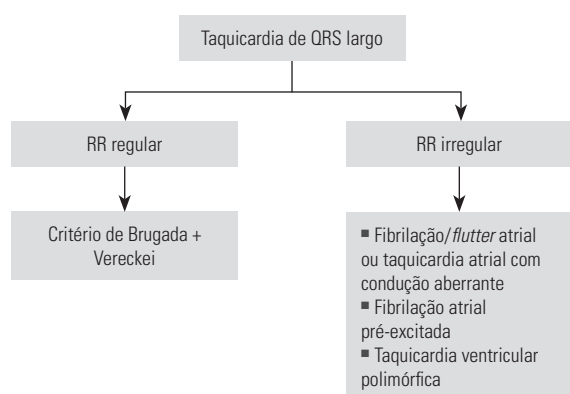 Taquicardia de QRS largo
RR regular
RR irregular
Critério de Brugada +
Vereckei
▪ Fibrilação/flutter atrial
ou taquicardia atrial com
condução aberrante
▪ Fibrilação atrial
pré-excitada
▪ Taquicardia ventricular
polimórfica